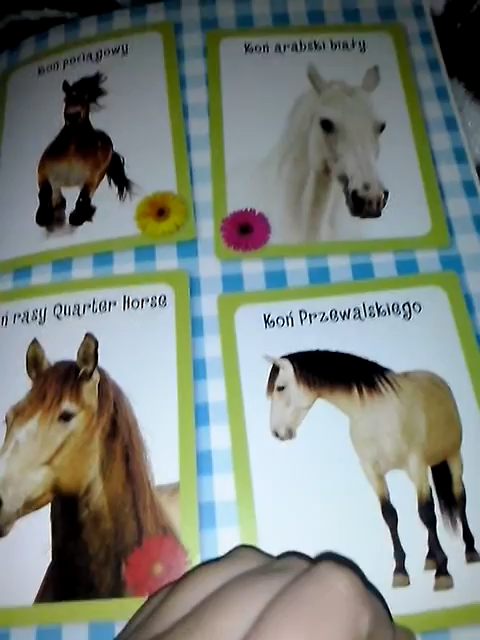 Koń pociągowy
Koń arabski biały
ń rasy Quarter Horse
Koń Przewalskiego